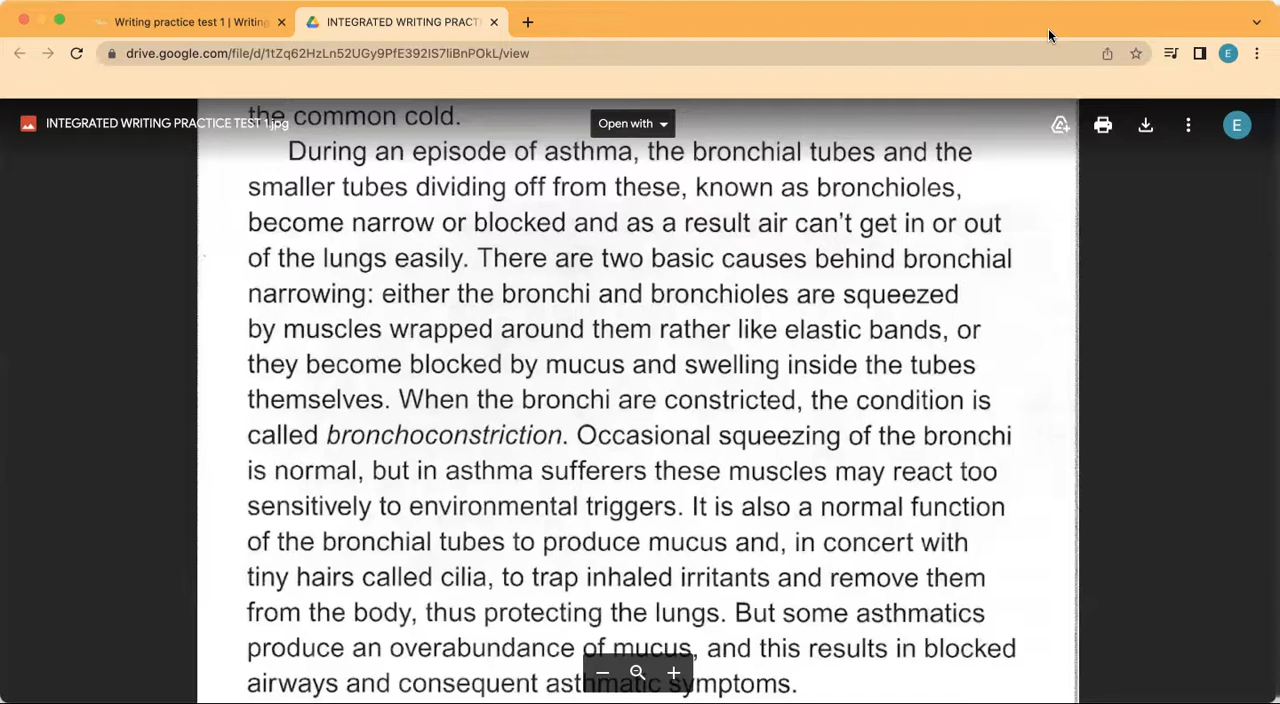 Writing practice test 1 | Writing
INTEGRATED WRITING PRACT
drive.google.com/file/d/1tZq62HzLn52UGy9PfE392IS7liBnPOkL/view
E
the common cold.
INTEGRATED WRITING PRACTICE TEST 1.jpg
Open with
E
During an episode of asthma, the bronchial tubes and the
smaller tubes dividing off from these, known as bronchioles,
become narrow or blocked and as a result air can't get in or out
of the lungs easily. There are two basic causes behind bronchial
narrowing: either the bronchi and bronchioles are squeezed
by muscles wrapped around them rather like elastic bands, or
they become blocked by mucus and swelling inside the tubes
themselves. When the bronchi are constricted, the condition is
called bronchoconstriction. Occasional squeezing of the bronchi
is normal, but in asthma sufferers these muscles may react too
sensitively to environmental triggers. It is also a normal function
of the bronchial tubes to produce mucus and, in concert with
tiny hairs called cilia, to trap inhaled irritants and remove them
from the body, thus protecting the lungs. But some asthmatics
produce an overabundance of mucus, and this results in blocked
airways and consequent asthmatic symptoms.